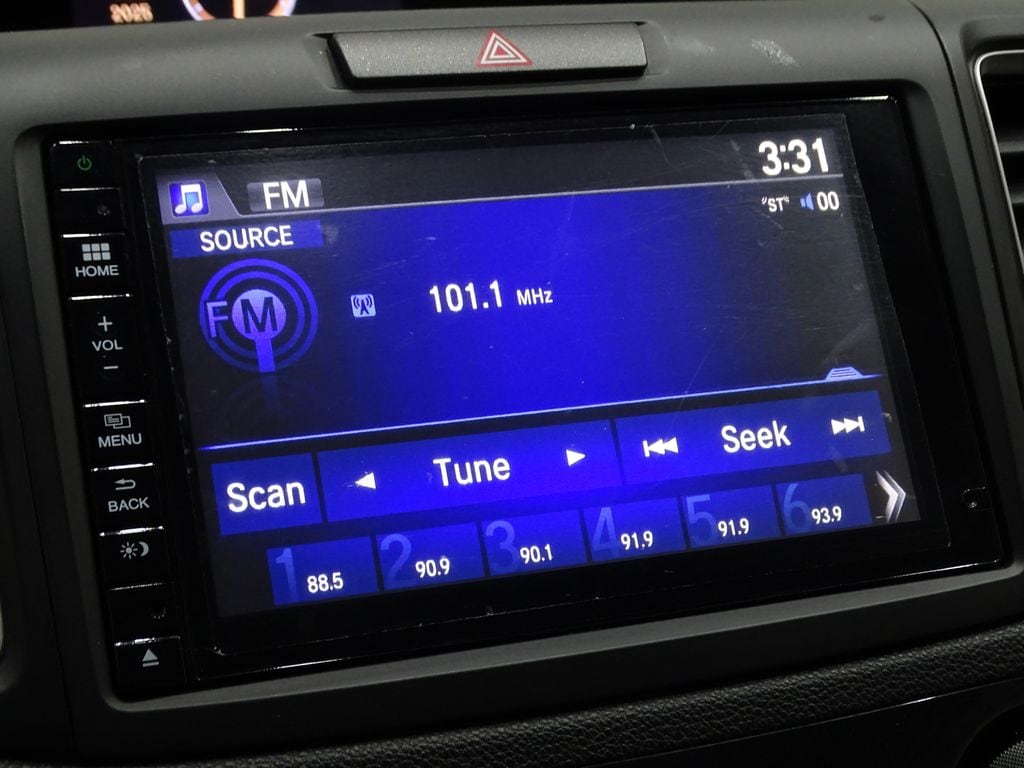 2025
3:31
FM
"ST" 00
SOURCE
HOME
FM
101.1 MHz
+
VOL
−
MENU
Scan
Tune
Seek
BACK
1 88.5
2 90.9
3 90.1
4 91.9
5 91.9
6 93.9